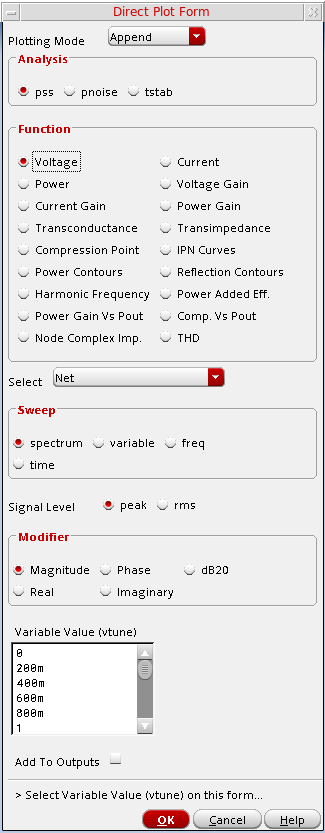 Direct Plot Form
Plotting Mode Append
Analysis
pss pnoise tstab
Function
Voltage Current
Power Voltage Gain
Current Gain Power Gain
Transconductance Transimpedance
Compression Point IPN Curves
Power Contours Reflection Contours
Harmonic Frequency Power Added Eff.
Power Gain Vs Pout Comp. Vs Pout
Node Complex Imp. THD
Select Net
Sweep
spectrum variable freq
time
Signal Level peak rms
Modifier
Magnitude Phase dB20
Real Imaginary
Variable Value (vtune)
0
200m
400m
600m
800m
1
Add To Outputs
> Select Variable Value (vtune) on this form...
OK Cancel Help